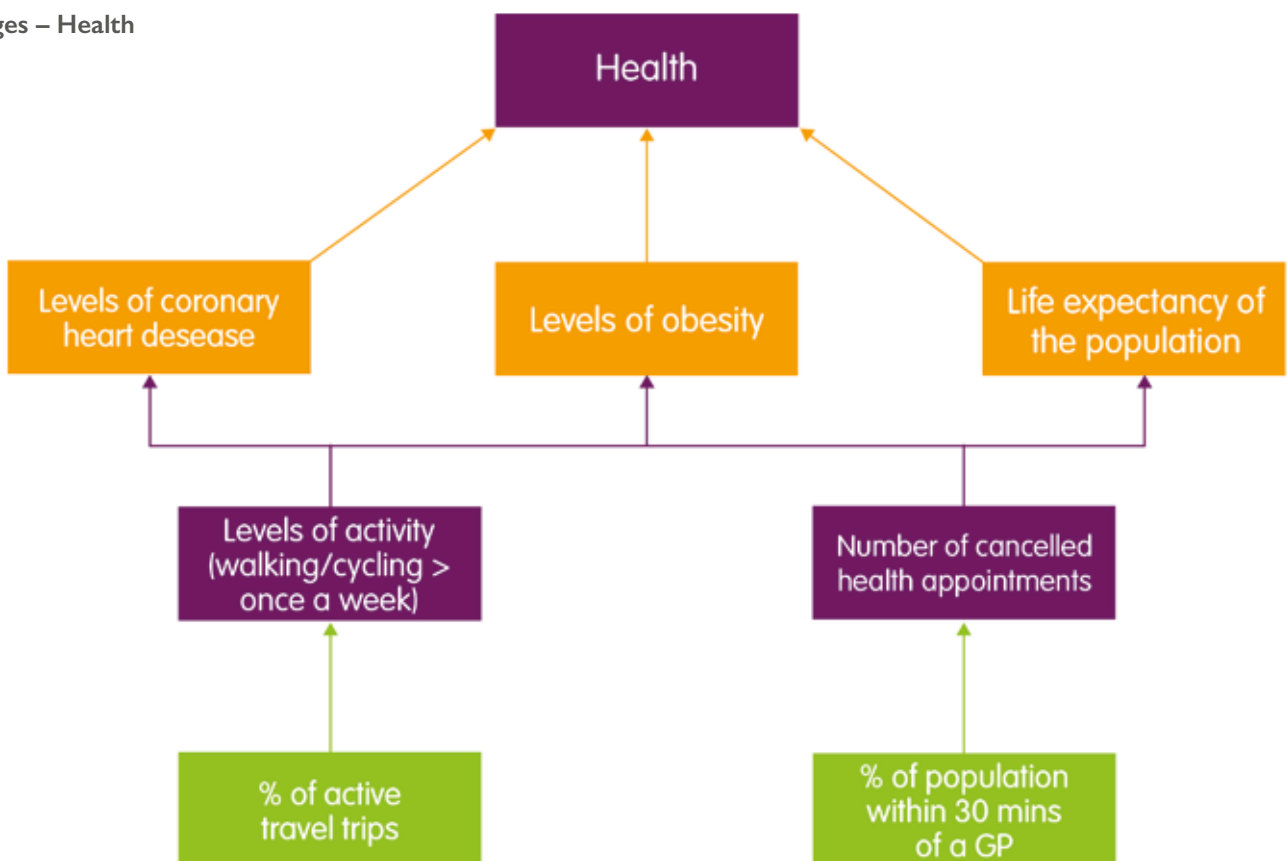 ges – Health
Health
Levels of coronary
heart desease
Levels of obesity
Life expectancy of
the population
Levels of activity
(walking/cycling >
once a week)
Number of cancelled
health appointments
% of active
travel trips
% of population
within 30 mins
of a GP